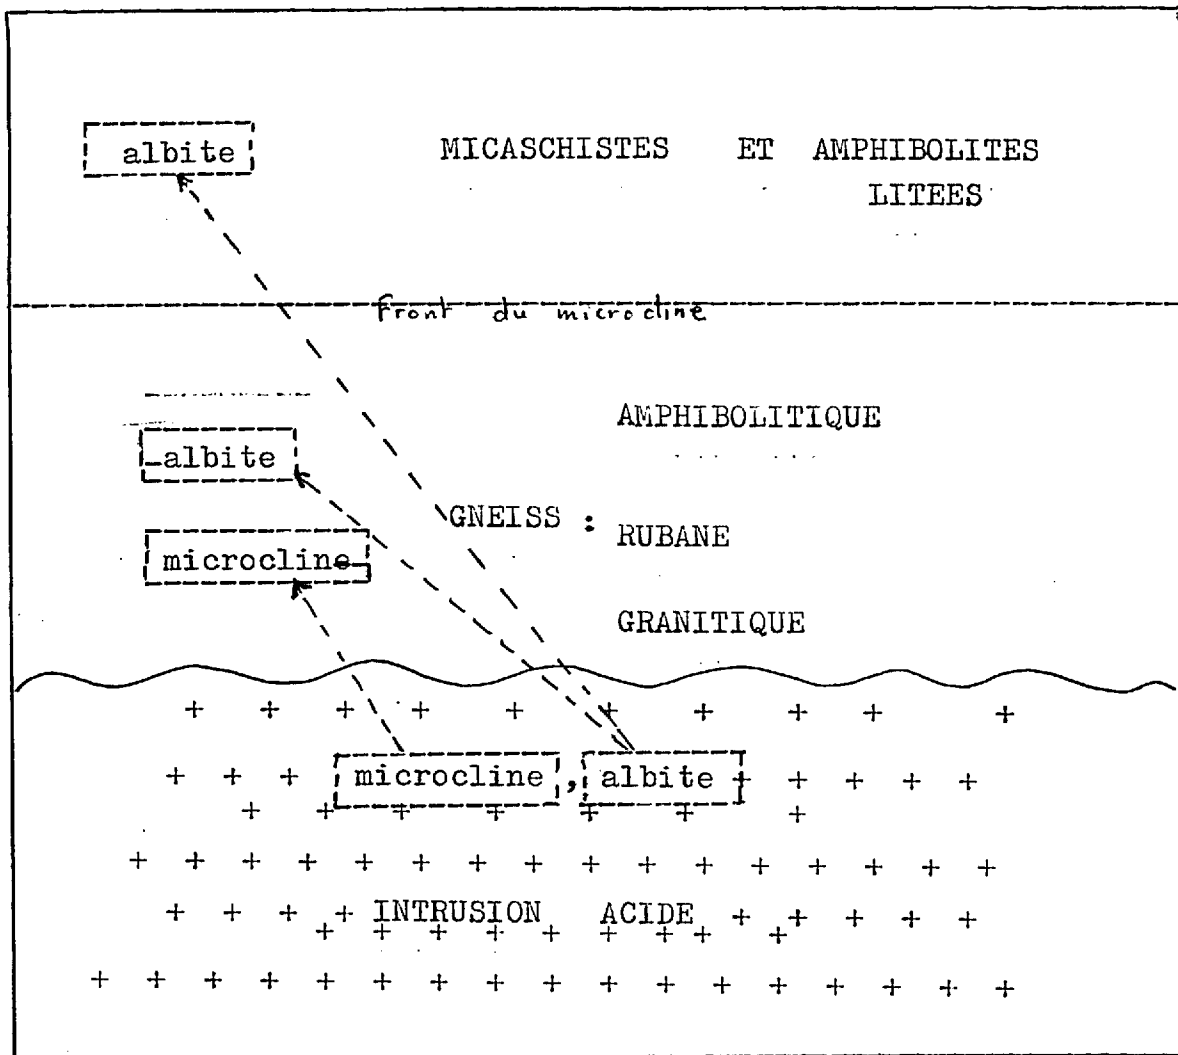 albite MICASCHISTES ET AMPHIBOLITES
LITEES
front du microcline
AMPHIBOLITIQUE
albite
GNEISS :
RUBANE
microcline
GRANITIQUE
microcline, albite
INTRUSION ACIDE